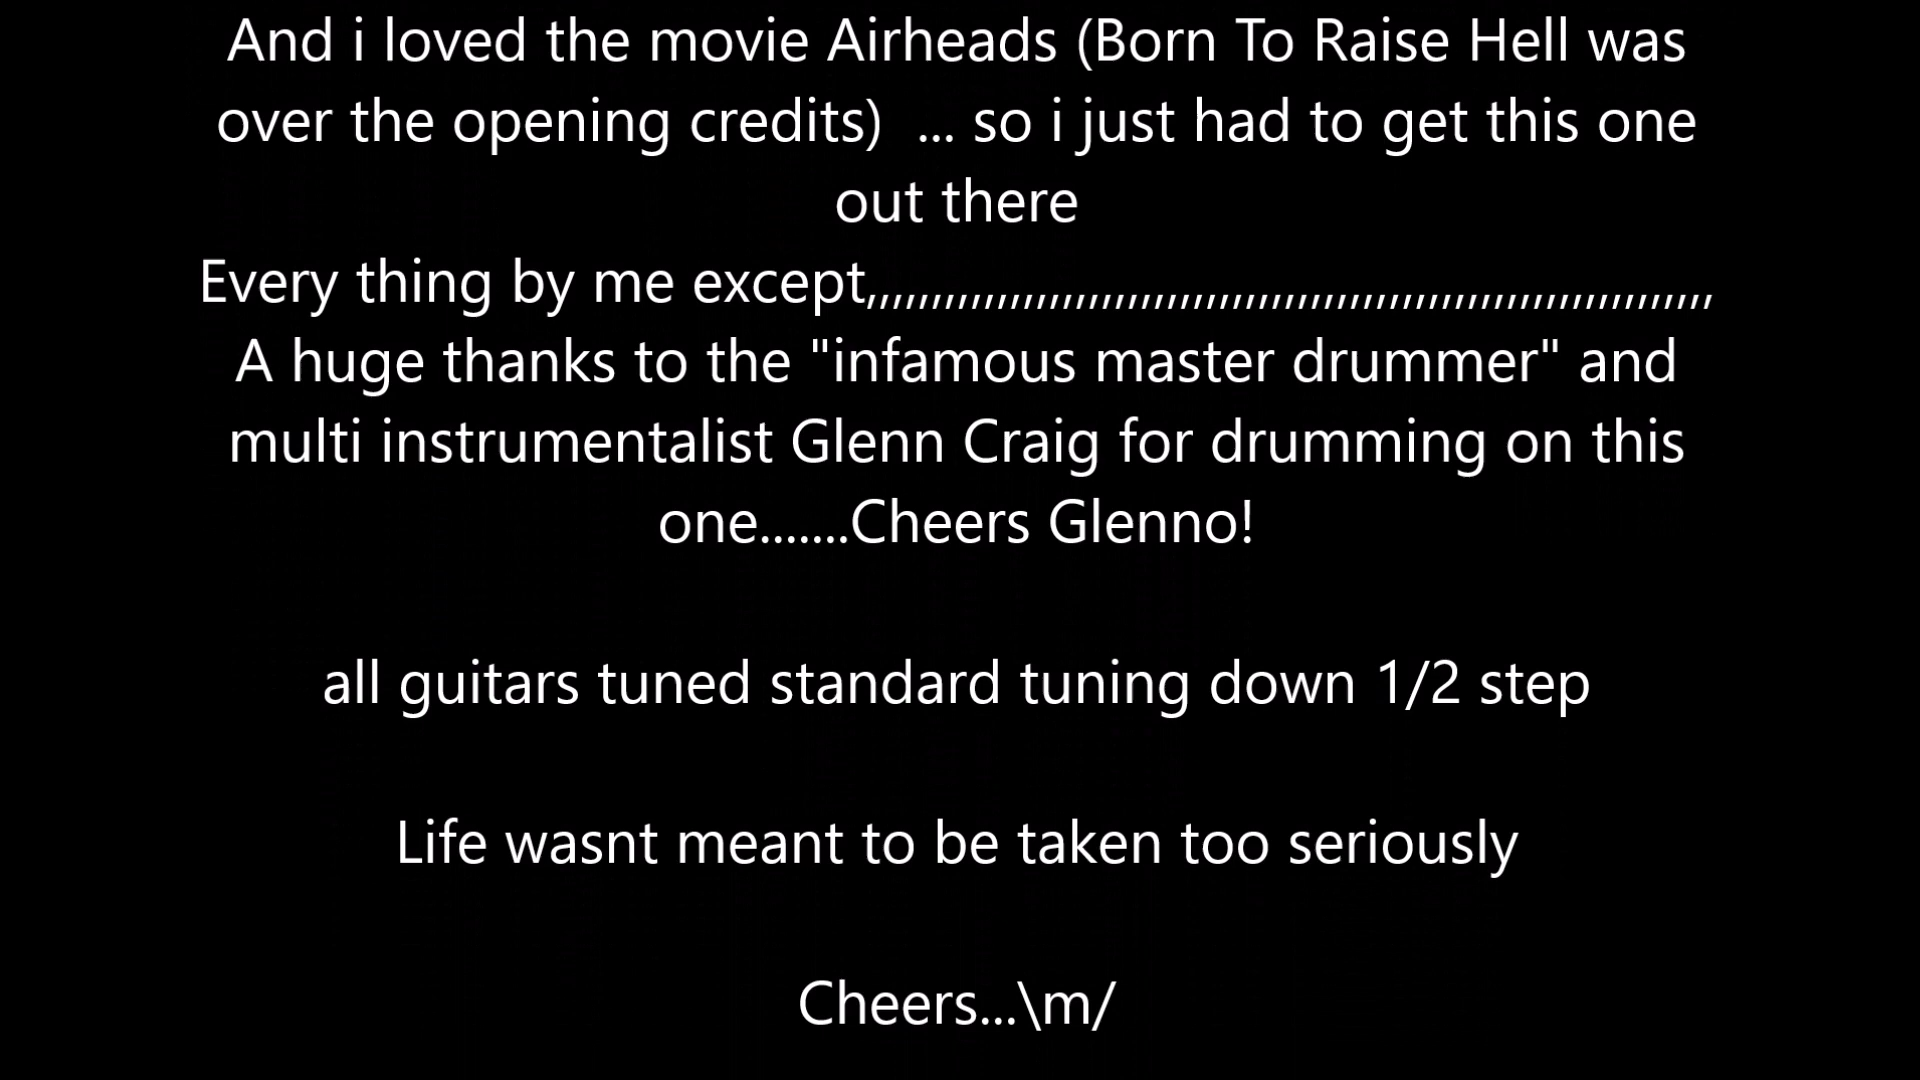 And i loved the movie Airheads (Born To Raise Hell was
over the opening credits)  ... so i just had to get this one
out there
Every thing by me except,,,,,,,,,,,,,,,,,,,,,,,,,,,,,,,,,,,,,,,,,,,,,,,,,,,,,,,,,,,,,,,,,
A huge thanks to the "infamous master drummer" and
multi instrumentalist Glenn Craig for drumming on this
one.......Cheers Glenno!
all guitars tuned standard tuning down 1/2 step
Life wasnt meant to be taken too seriously
Cheers...\m/